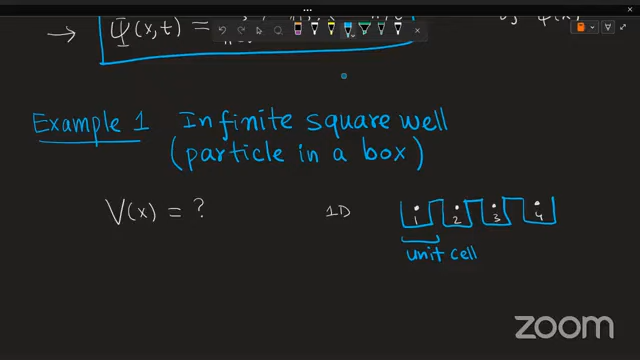 → Ψ(x,t) =
Example 1 Infinite square well
(particle in a box)
V(x) = ? 1D 1 2 3 4
unit cell
zoom